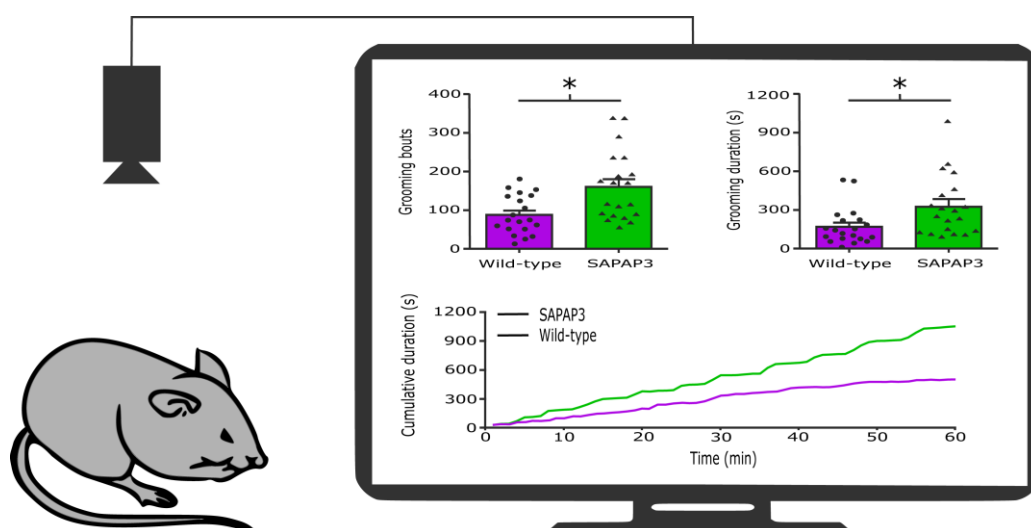 *
400
300
200
100
0
Grooming bouts
Wild-type
SAPAP3
*
1200
900
600
300
0
Grooming duration (s)
Wild-type
SAPAP3
1200
900
600
300
0
Cumulative duration (s)
SAPAP3
Wild-type
0 10 20 30 40 50 60
Time (min)